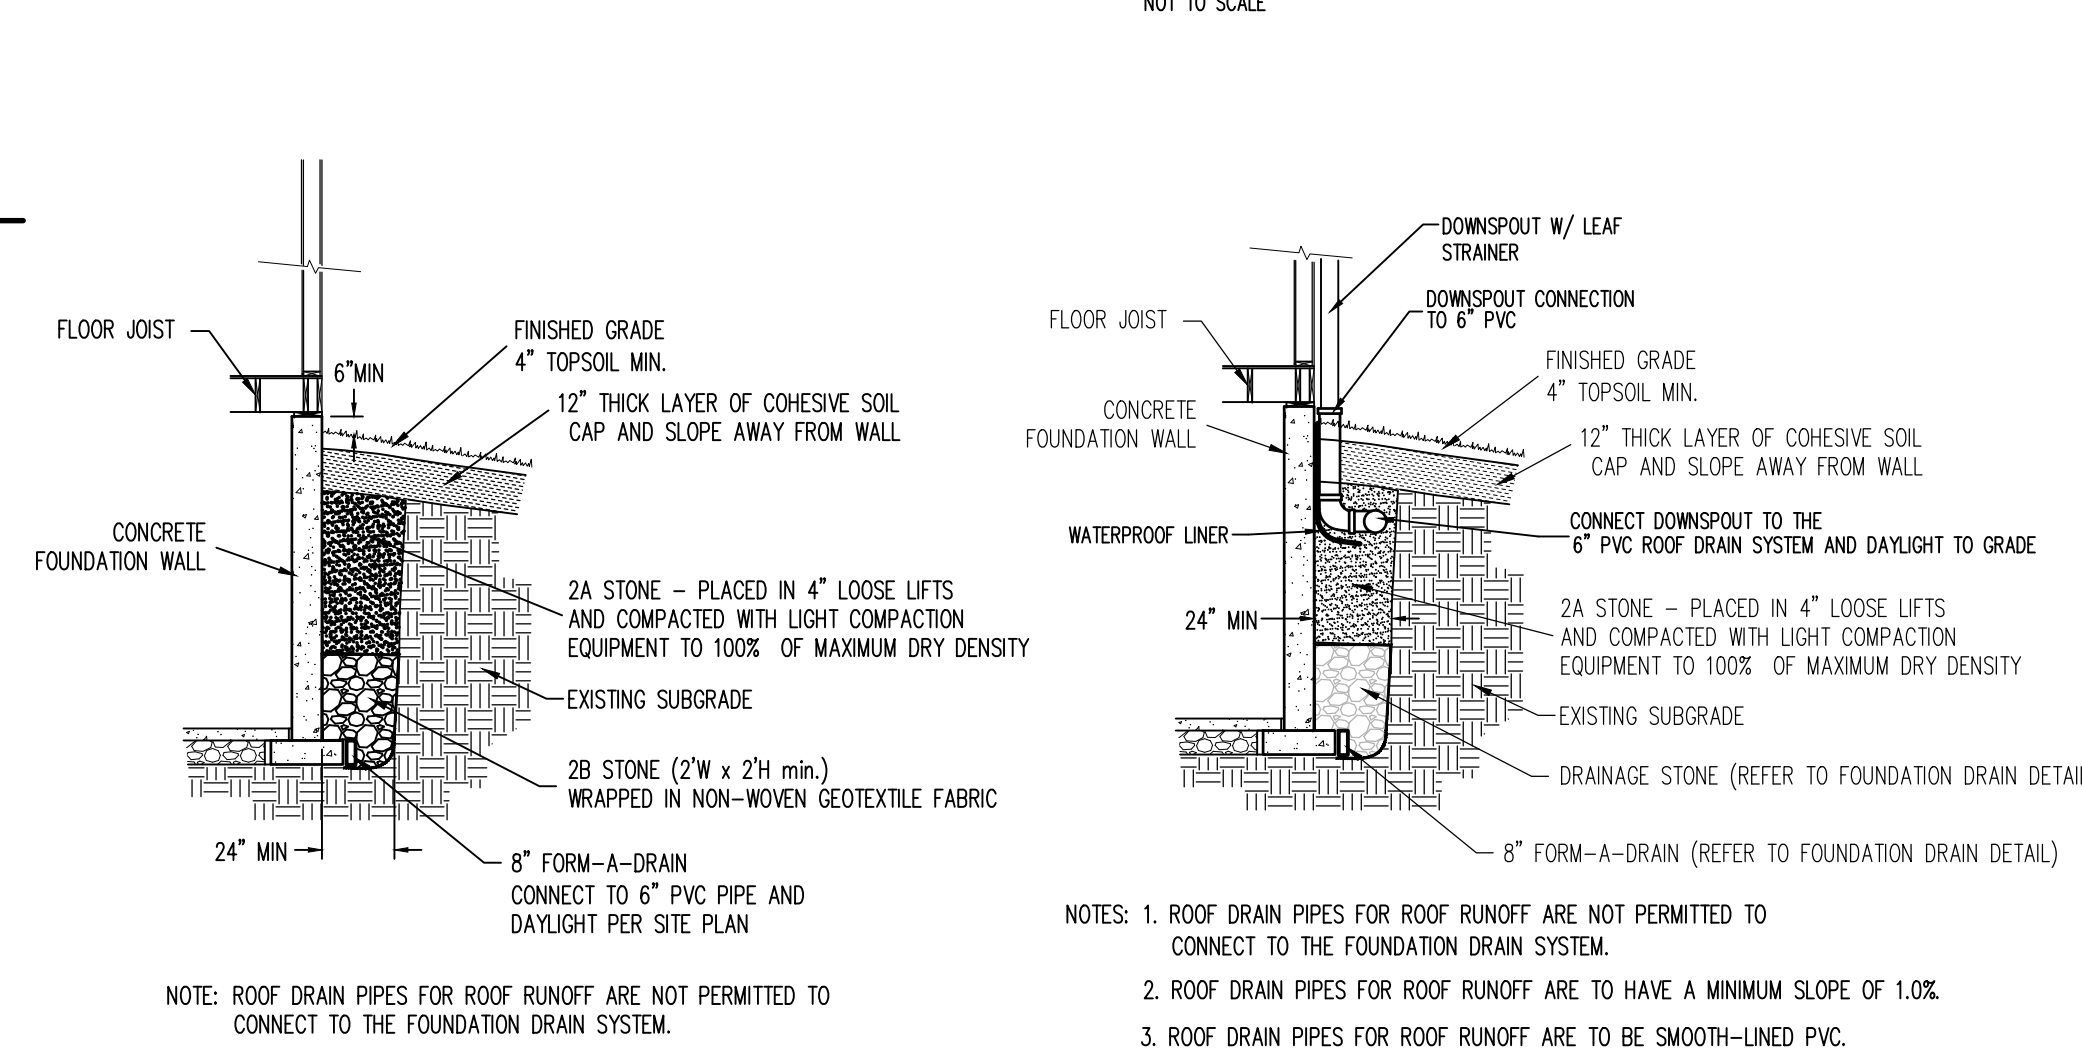 NOT TO SCALE
FLOOR JOIST
6"MIN
FINISHED GRADE
4" TOPSOIL MIN.
12" THICK LAYER OF COHESIVE SOIL
CAP AND SLOPE AWAY FROM WALL
CONCRETE
FOUNDATION WALL
2A STONE – PLACED IN 4" LOOSE LIFTS
AND COMPACTED WITH LIGHT COMPACTION
EQUIPMENT TO 100% OF MAXIMUM DRY DENSITY
EXISTING SUBGRADE
2B STONE (2'W x 2'H min.)
WRAPPED IN NON–WOVEN GEOTEXTILE FABRIC
24" MIN
8" FORM–A–DRAIN
CONNECT TO 6" PVC PIPE AND
DAYLIGHT PER SITE PLAN
NOTE: ROOF DRAIN PIPES FOR ROOF RUNOFF ARE NOT PERMITTED TO
CONNECT TO THE FOUNDATION DRAIN SYSTEM.
DOWNSPOUT W/ LEAF
STRAINER
DOWNSPOUT CONNECTION
TO 6" PVC
FLOOR JOIST
FINISHED GRADE
4" TOPSOIL MIN.
CONCRETE
FOUNDATION WALL
12" THICK LAYER OF COHESIVE SOIL
CAP AND SLOPE AWAY FROM WALL
WATERPROOF LINER
CONNECT DOWNSPOUT TO THE
6" PVC ROOF DRAIN SYSTEM AND DAYLIGHT TO GRADE
24" MIN
2A STONE – PLACED IN 4" LOOSE LIFTS
AND COMPACTED WITH LIGHT COMPACTION
EQUIPMENT TO 100% OF MAXIMUM DRY DENSITY
EXISTING SUBGRADE
DRAINAGE STONE (REFER TO FOUNDATION DRAIN DETAIL
8" FORM–A–DRAIN (REFER TO FOUNDATION DRAIN DETAIL)
NOTES: 1. ROOF DRAIN PIPES FOR ROOF RUNOFF ARE NOT PERMITTED TO
CONNECT TO THE FOUNDATION DRAIN SYSTEM.
2. ROOF DRAIN PIPES FOR ROOF RUNOFF ARE TO HAVE A MINIMUM SLOPE OF 1.0%.
3. ROOF DRAIN PIPES FOR ROOF RUNOFF ARE TO BE SMOOTH–LINED PVC.